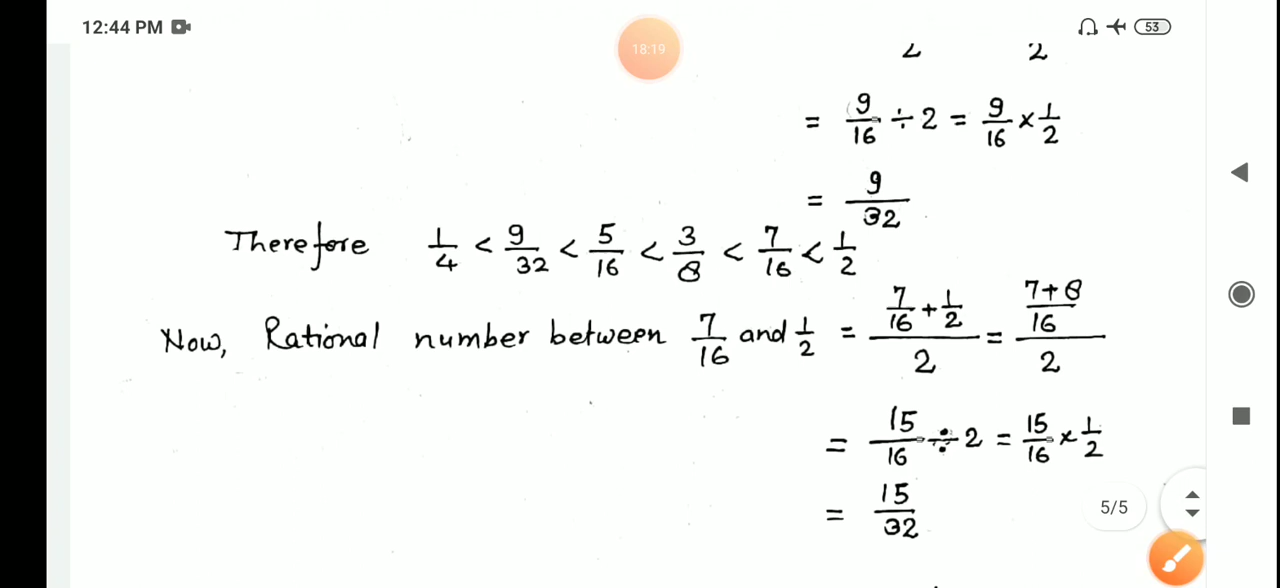 12:44 PM 53
18:19
2 2
= 9/16 ÷ 2 = 9/16 × 1/2
= 9/32
Therefore 1/4 < 9/32 < 5/16 < 3/8 < 7/16 < 1/2
Now, Rational number between 7/16 and 1/2 = (7/16 + 1/2)/2 = ((7+8)/16)/2
= 15/16 ÷ 2 = 15/16 × 1/2
= 15/32
5/5